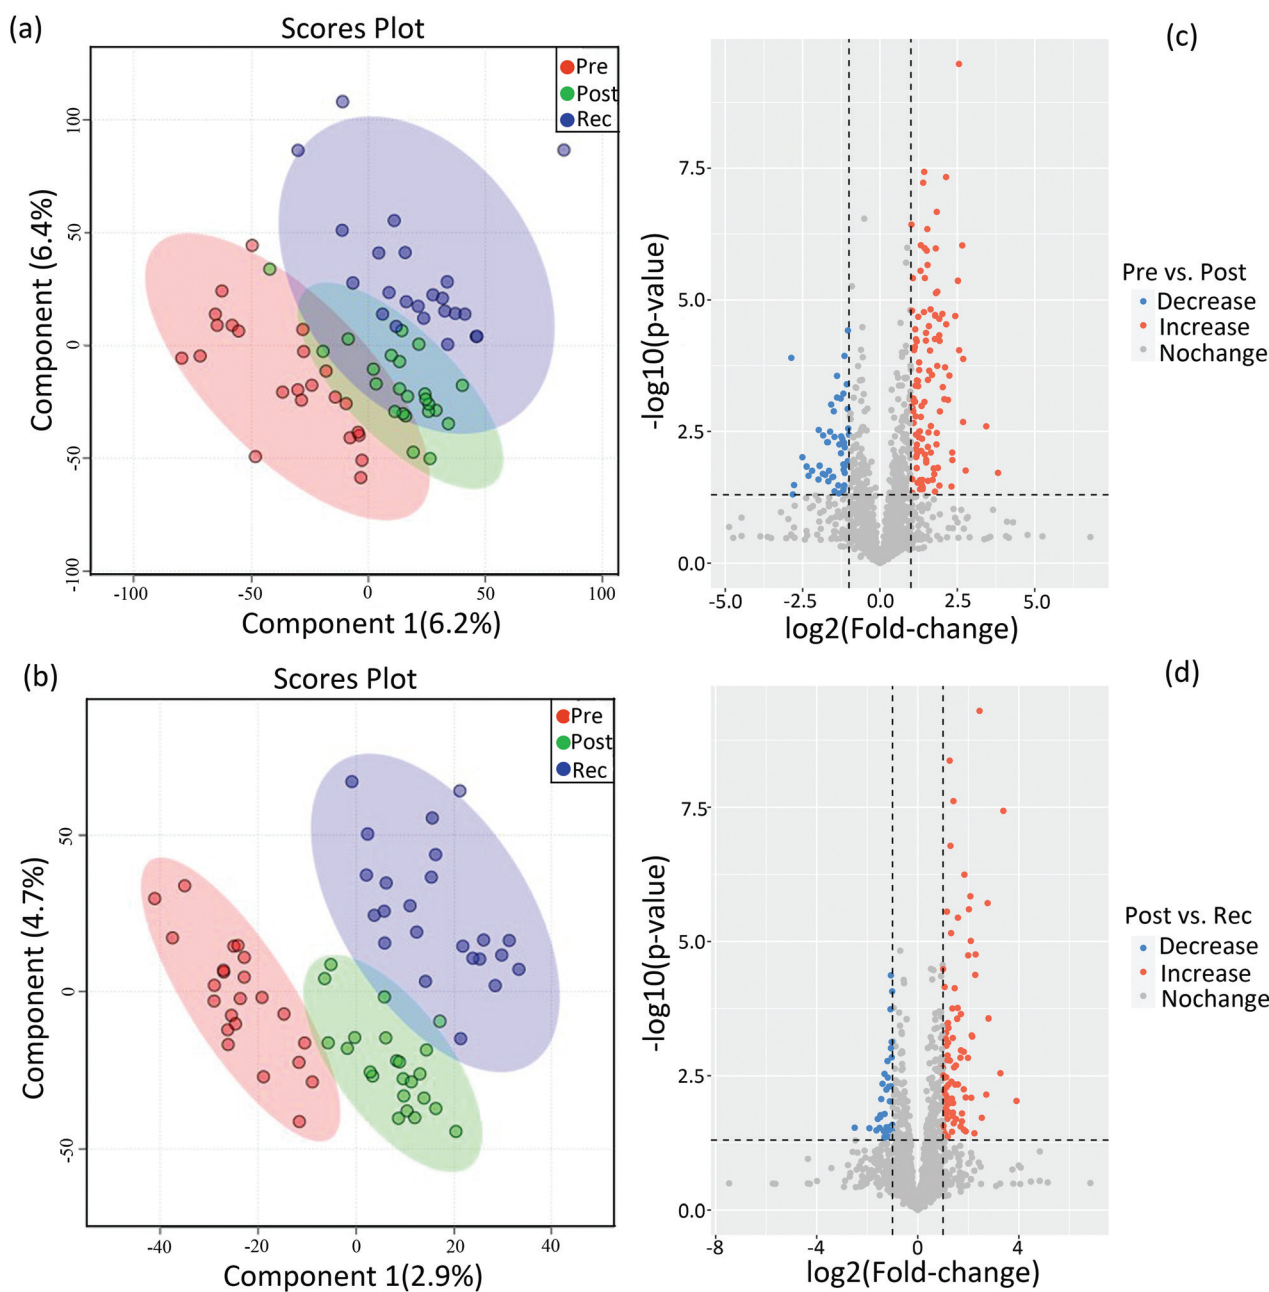 (a)
Scores Plot
Pre
Post
Rec
100
50
0
-50
-100
Component (6.4%)
-100
-50
0
50
100
Component 1(6.2%)
(c)
7.5
5.0
2.5
0.0
-log10(p-value)
-5.0
-2.5
0.0
2.5
5.0
log2(Fold-change)
Pre vs. Post
Decrease
Increase
Nochange
(b)
Scores Plot
Pre
Post
Rec
50
0
-50
Component (4.7%)
-40
-20
0
20
40
Component 1(2.9%)
(d)
7.5
5.0
2.5
0.0
-log10(p-value)
-8
-4
0
4
log2(Fold-change)
Post vs. Rec
Decrease
Increase
Nochange